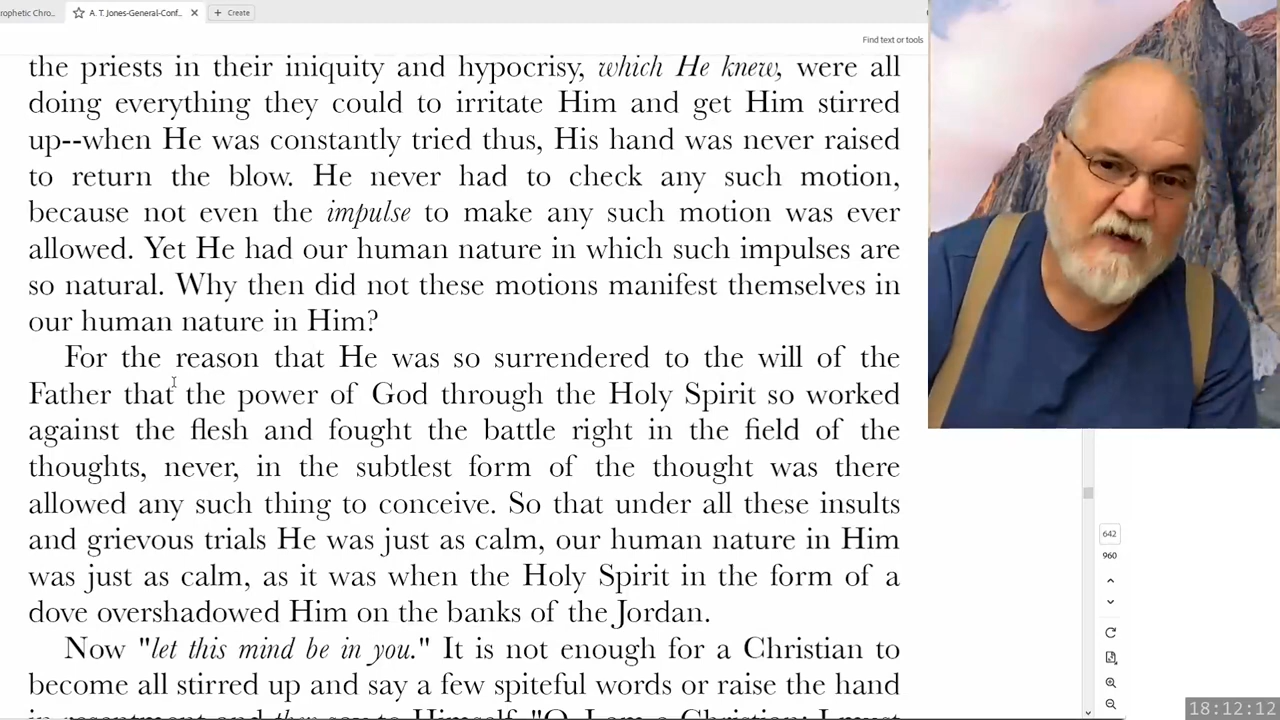 rophetic Chro...
A. T. Jones-General-Conf...
Create
Find text or tools
the priests in their iniquity and hypocrisy, which He knew, were all
doing everything they could to irritate Him and get Him stirred
up--when He was constantly tried thus, His hand was never raised
to return the blow. He never had to check any such motion,
because not even the impulse to make any such motion was ever
allowed. Yet He had our human nature in which such impulses are
so natural. Why then did not these motions manifest themselves in
our human nature in Him?
For the reason that He was so surrendered to the will of the
Father that the power of God through the Holy Spirit so worked
against the flesh and fought the battle right in the field of the
thoughts, never, in the subtlest form of the thought was there
allowed any such thing to conceive. So that under all these insults
and grievous trials He was just as calm, our human nature in Him
was just as calm, as it was when the Holy Spirit in the form of a
dove overshadowed Him on the banks of the Jordan.
Now "let this mind be in you." It is not enough for a Christian to
become all stirred up and say a few spiteful words or raise the hand
in resentment and then say to Himself, "O, I am a Christian; I must
642
960
18:12:12